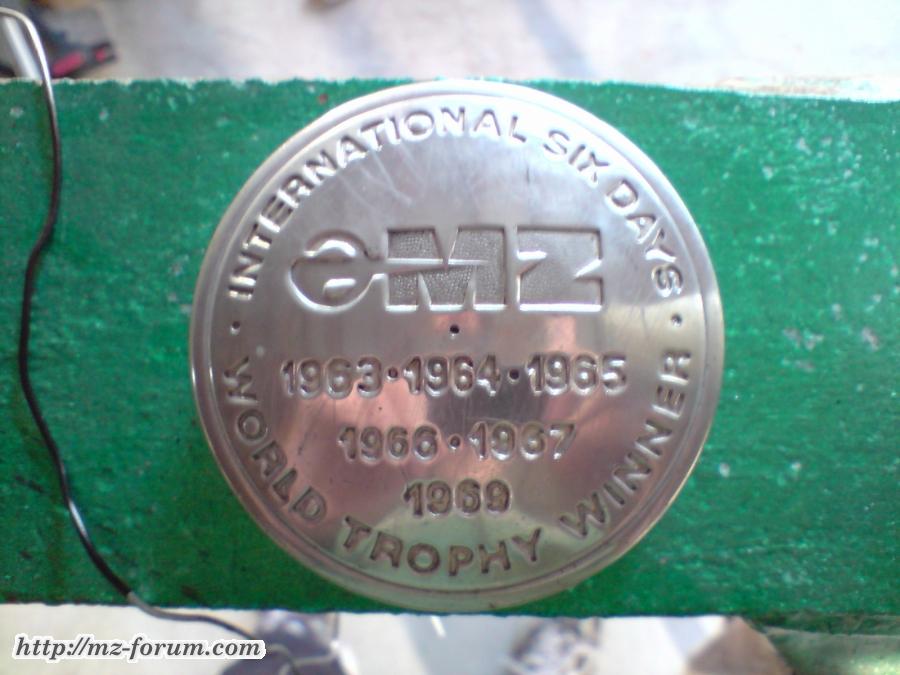 INTERNATIONAL SIX DAYS
MZ
1963·1964·1965
1966·1967
1969
· WORLD TROPHY WINNER ·
http://mz-forum.com